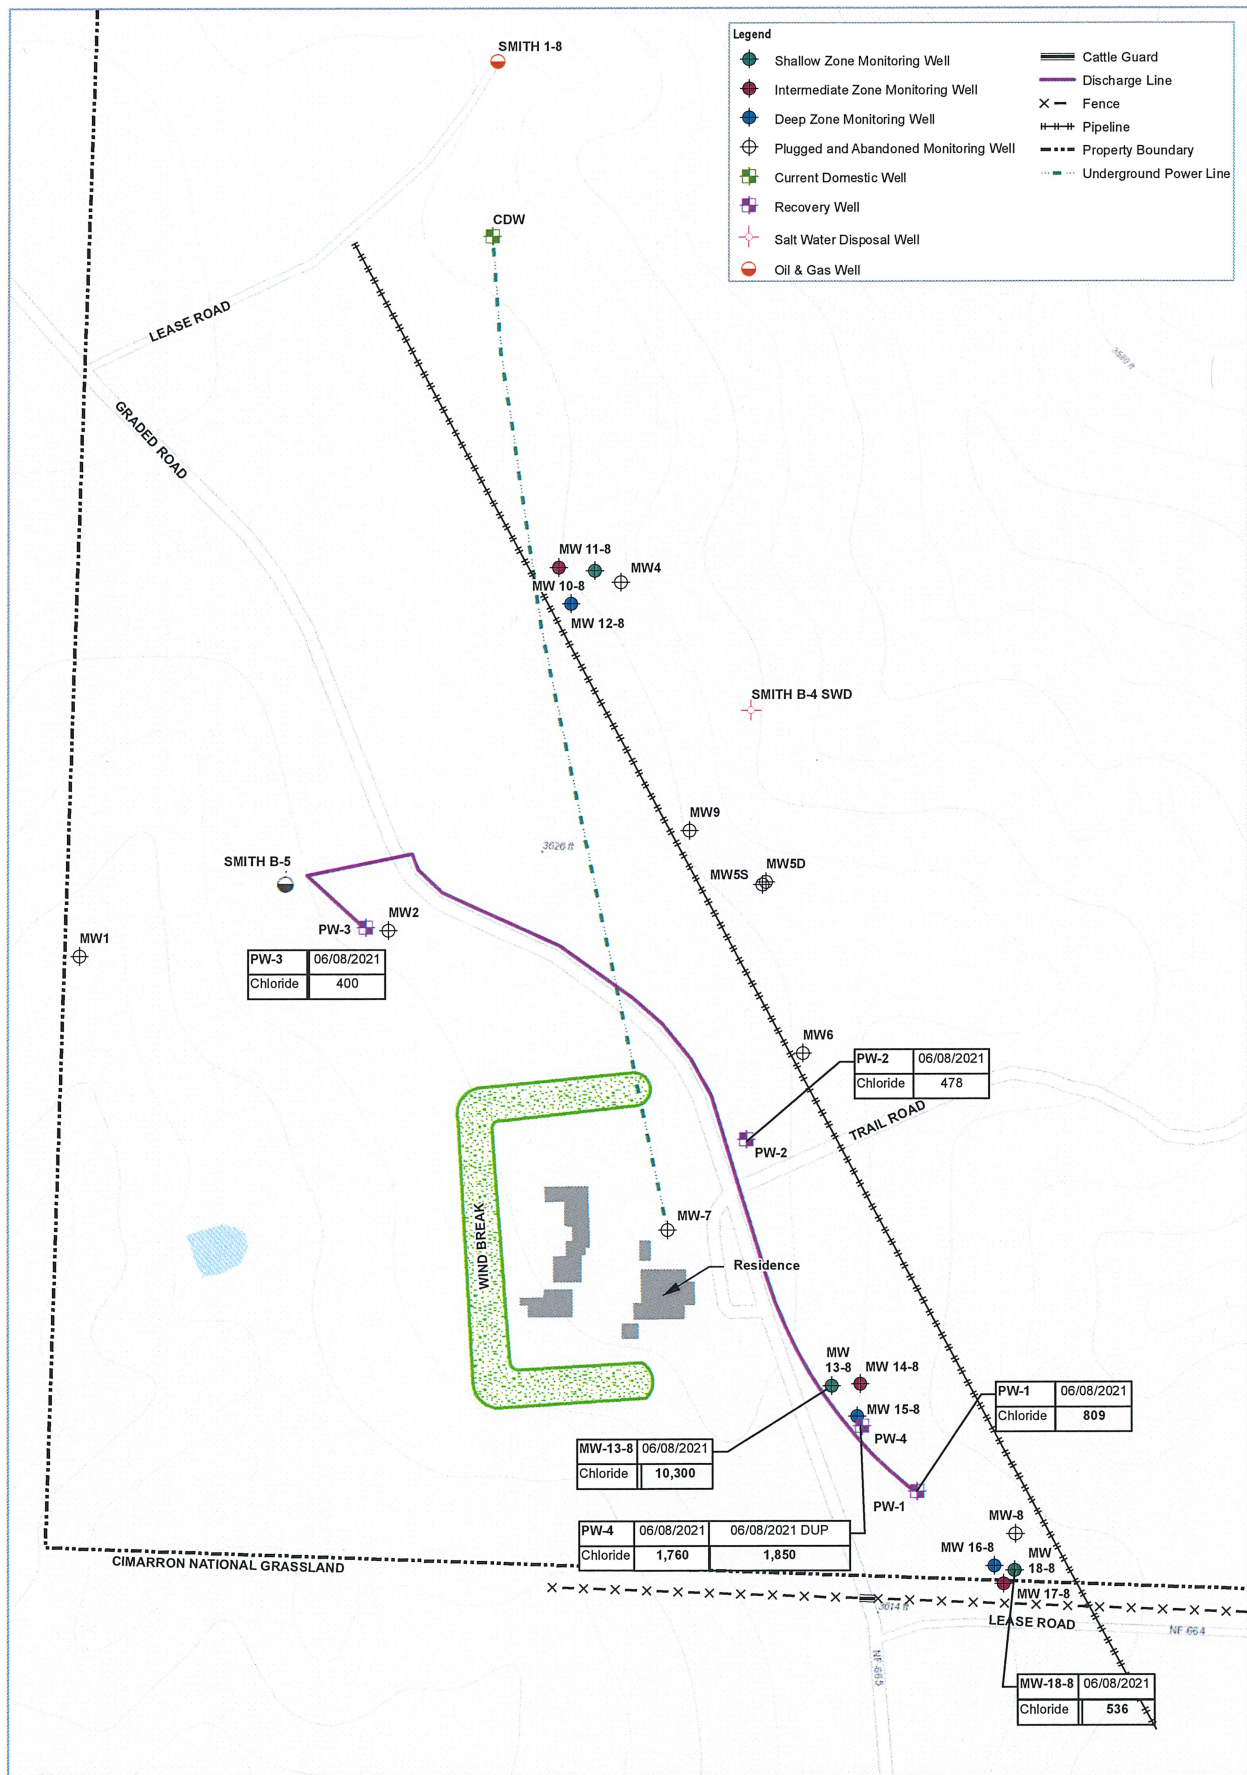 SMITH 1-8
Legend
Shallow Zone Monitoring Well
Intermediate Zone Monitoring Well
Deep Zone Monitoring Well
Plugged and Abandoned Monitoring Well
Current Domestic Well
Recovery Well
Salt Water Disposal Well
Oil & Gas Well
Cattle Guard
Discharge Line
Fence
Pipeline
Property Boundary
Underground Power Line
CDW
LEASE ROAD
3580 ft
GRADED ROAD
MW 11-8
MW4
MW 10-8
MW 12-8
SMITH B-4 SWD
MW9
3626 ft
SMITH B-5
MW5D
MW5S
MW2
PW-3
MW1
PW-3 06/08/2021
Chloride 400
MW6
PW-2 06/08/2021
Chloride 478
TRAIL ROAD
PW-2
MW-7
WIND BREAK
Residence
MW
13-8
MW 14-8
PW-1 06/08/2021
Chloride 809
MW 15-8
PW-4
MW-13-8 06/08/2021
Chloride 10,300
PW-1
MW-8
PW-4 06/08/2021 06/08/2021 DUP
Chloride 1,760 1,850
MW 16-8
MW
18-8
CIMARRON NATIONAL GRASSLAND
MW 17-8
3614 ft
LEASE ROAD
NF 664
NF 665
MW-18-8 06/08/2021
Chloride 536